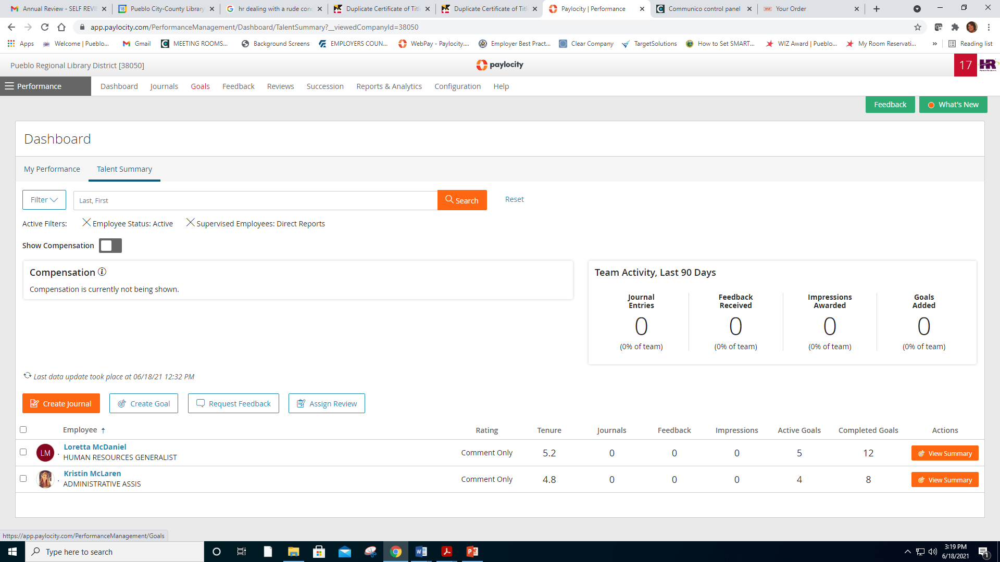 Annual Review - SELF REVI
Pueblo City-County Library
hr dealing with a rude con
Duplicate Certificate of Titl
Duplicate Certificate of Titl
Paylocity | Performance
Communico control panel
Your Order
app.paylocity.com/PerformanceManagement/Dashboard/TalentSummary?__viewedCompanyId=38050
Apps
Welcome | Pueblo...
Gmail
MEETING ROOMS...
Background Screens
EMPLOYERS COUN...
WebPay - Paylocity....
Employer Best Pract...
Clear Company
TargetSolutions
How to Set SMART...
WIZ Award | Pueblo...
My Room Reservati...
»
Reading list
Pueblo Regional Library District [38050]
paylocity
17
HR
Performance
Dashboard
Journals
Goals
Feedback
Reviews
Succession
Reports & Analytics
Configuration
Help
Feedback
What's New
Dashboard
My Performance
Talent Summary
Filter
Last, First
Search
Reset
Active Filters:
Employee Status: Active
Supervised Employees: Direct Reports
Show Compensation
Compensation
Compensation is currently not being shown.
Team Activity, Last 90 Days
Journal
Entries
0
(0% of team)
Feedback
Received
0
(0% of team)
Impressions
Awarded
0
(0% of team)
Goals
Added
0
(0% of team)
Last data update took place at 06/18/21 12:32 PM
Create Journal
Create Goal
Request Feedback
Assign Review
Employee ↑ Rating Tenure Journals Feedback Impressions Active Goals Completed Goals Actions
LM
Loretta McDaniel
HUMAN RESOURCES GENERALIST
Comment Only 5.2 0 0 0 5 12 View Summary
Kristin McLaren
ADMINISTRATIVE ASSIS
Comment Only 4.8 0 0 0 4 8 View Summary
https://app.paylocity.com/PerformanceManagement/Goals
Type here to search
3:19 PM
6/18/2021
1